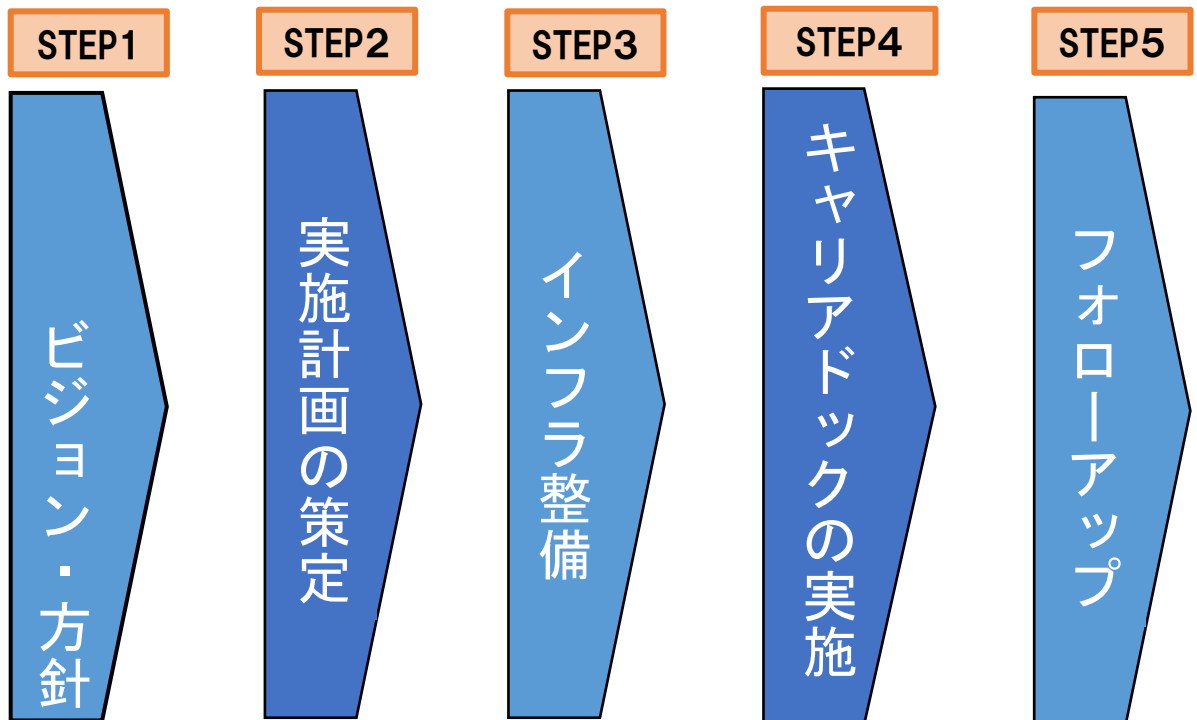 STEP1
ビジョン・方針
STEP2
実施計画の策定
STEP3
インフラ整備
STEP4
キャリアドックの実施
STEP5
フォローアップ